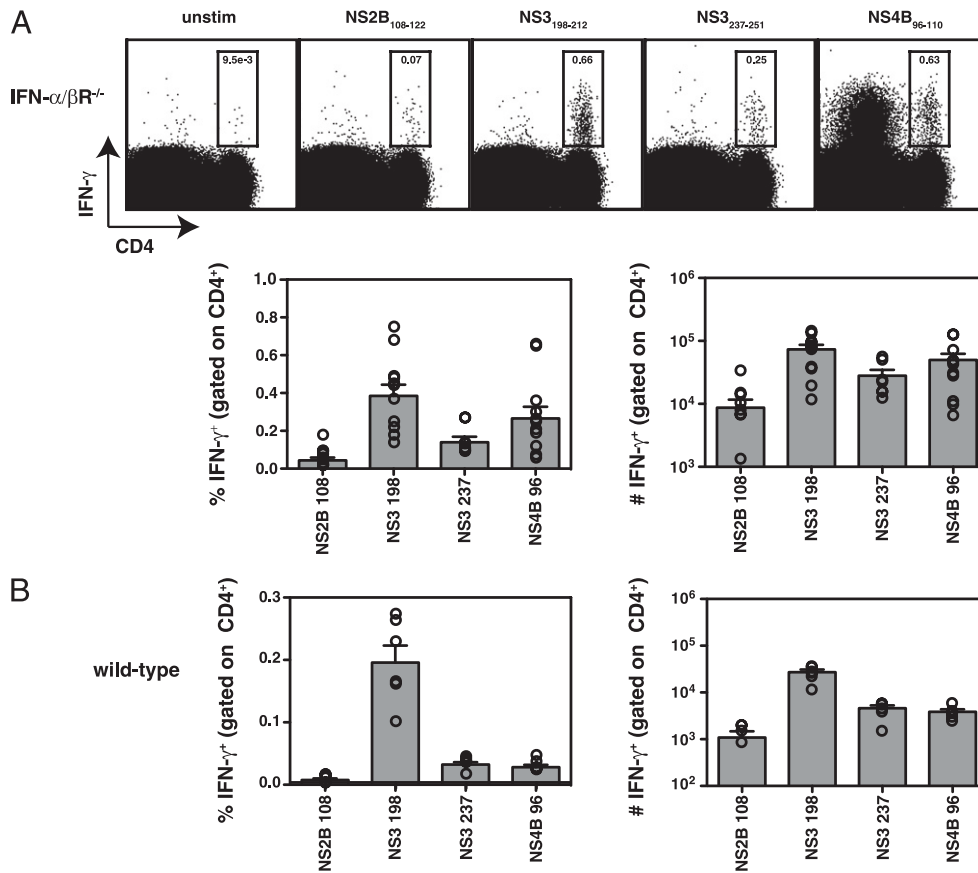 A
unstim
NS2B108-122
NS3198-212
NS3237-251
NS4B96-110
IFN-α/βR-/-
9.5e-3
0.07
0.66
0.25
0.63
IFN-γ
CD4
% IFN-γ+ (gated on CD4+)
1.0
0.8
0.6
0.4
0.2
0.0
NS2B 108
NS3 198
NS3 237
NS4B 96
# IFN-γ+ (gated on CD4+)
10^6
10^5
10^4
10^3
NS2B 108
NS3 198
NS3 237
NS4B 96
B
wild-type
% IFN-γ+ (gated on CD4+)
0.3
0.2
0.1
0.0
NS2B 108
NS3 198
NS3 237
NS4B 96
# IFN-γ+ (gated on CD4+)
10^6
10^5
10^4
10^3
10^2
NS2B 108
NS3 198
NS3 237
NS4B 96